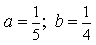 a = 1/5; b = 1/4